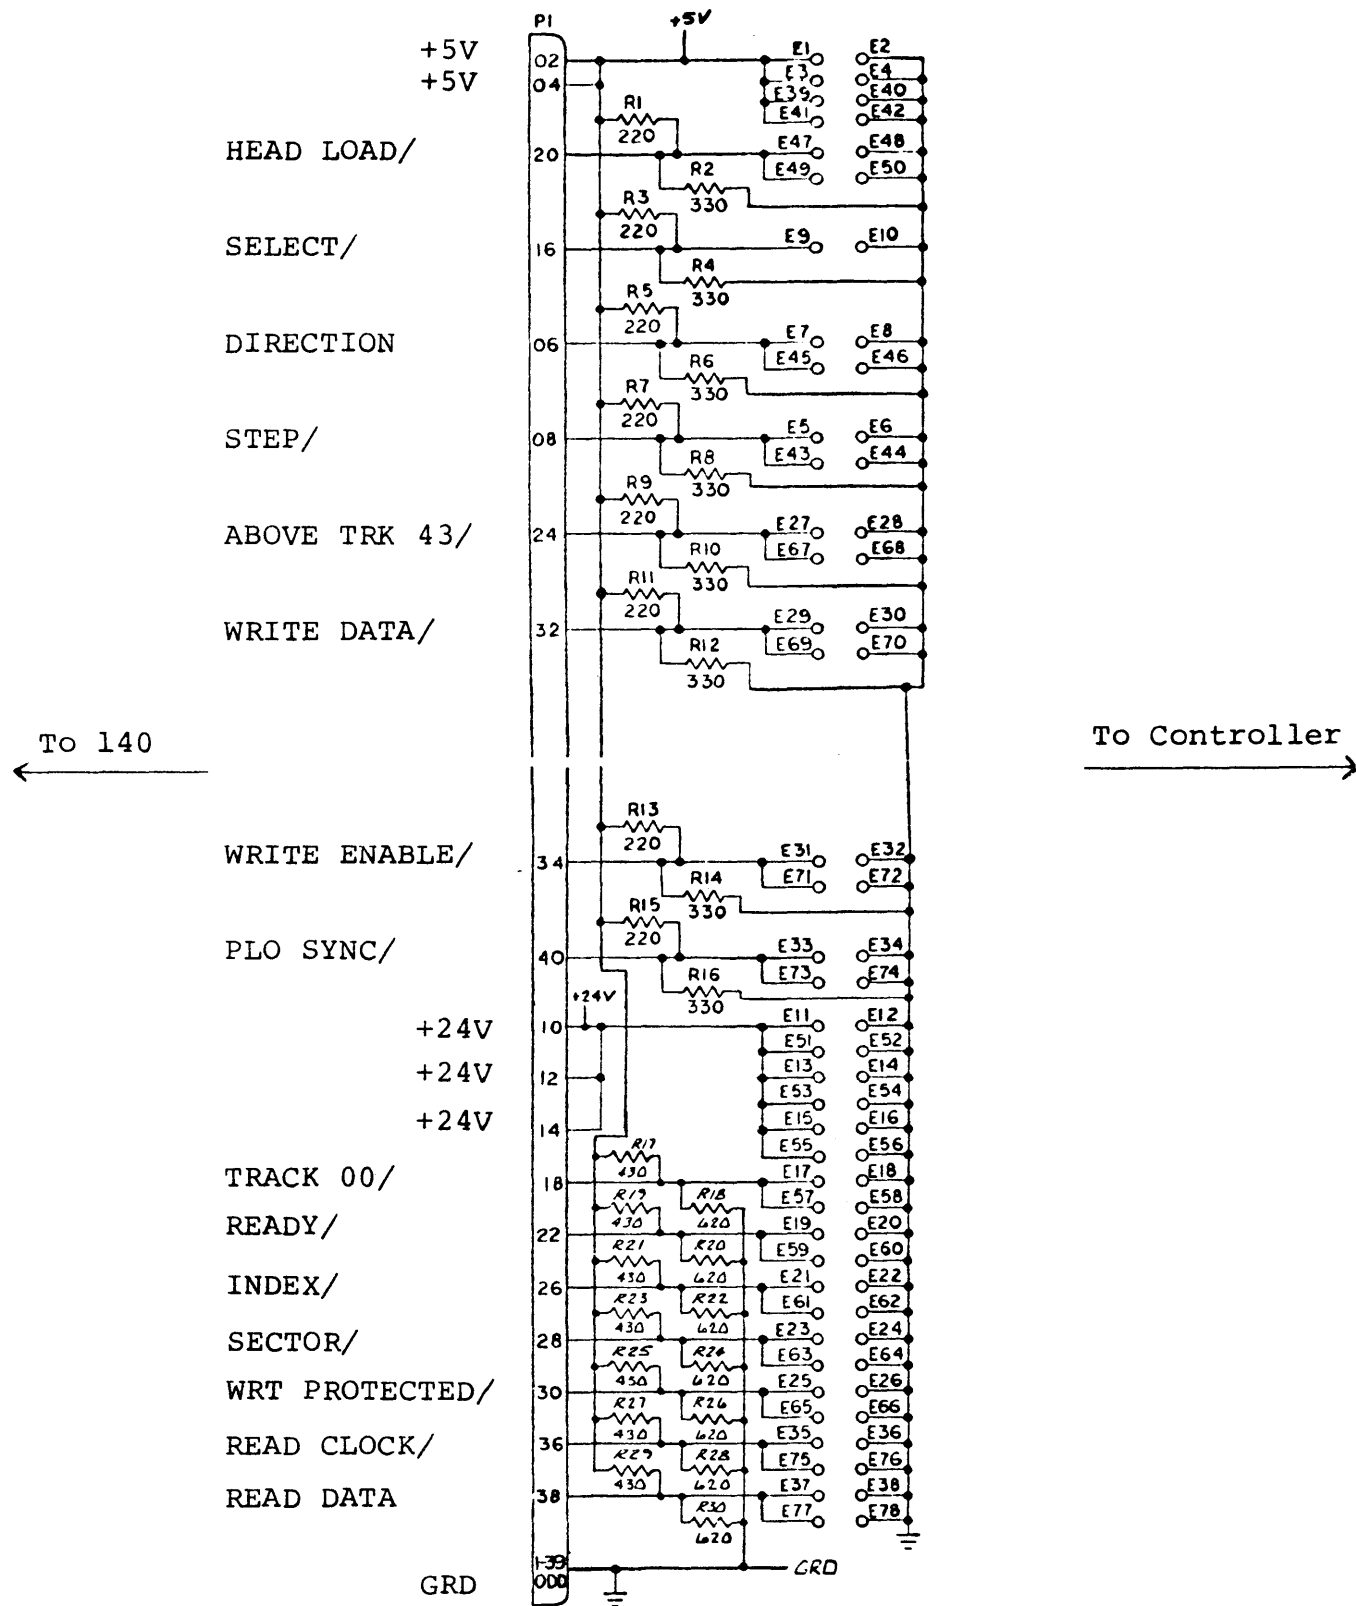 P1 +5V
+5V 02 E1 E2
+5V 04 E3 E4
E39 E40
R1 E41 E42
220
HEAD LOAD/ 20 E47 E48
R2 E49 E50
R3 330
220
SELECT/ 16 E9 E10
R4
R5 330
220
DIRECTION 06 E7 E8
R6 E45 E46
R7 330
220
STEP/ 08 E5 E6
R8 E43 E44
R9 330
220
ABOVE TRK 43/ 24 E27 E28
R10 E67 E68
R11 330
220
WRITE DATA/ 32 E29 E30
R12 E69 E70
330
To 140 To Controller
R13
220
WRITE ENABLE/ 34 E31 E32
R14 E71 E72
R15 330
220
PLO SYNC/ 40 E33 E34
R16 E73 E74
+24V 330
+24V 10 E11 E12
E51 E52
+24V 12 E13 E14
E53 E54
+24V 14 E15 E16
R17 E55 E56
430
TRACK 00/ 18 E17 E18
R19 R18 E57 E58
430 620
READY/ 22 E19 E20
R21 R20 E59 E60
430 620
INDEX/ 26 E21 E22
R23 R22 E61 E62
430 620
SECTOR/ 28 E23 E24
R25 R24 E63 E64
430 620
WRT PROTECTED/ 30 E25 E26
R27 R26 E65 E66
430 620
READ CLOCK/ 36 E35 E36
R29 R28 E75 E76
430 620
READ DATA 38 E37 E38
R30 E77 E78
620
1-39 GRD
GRD ODD